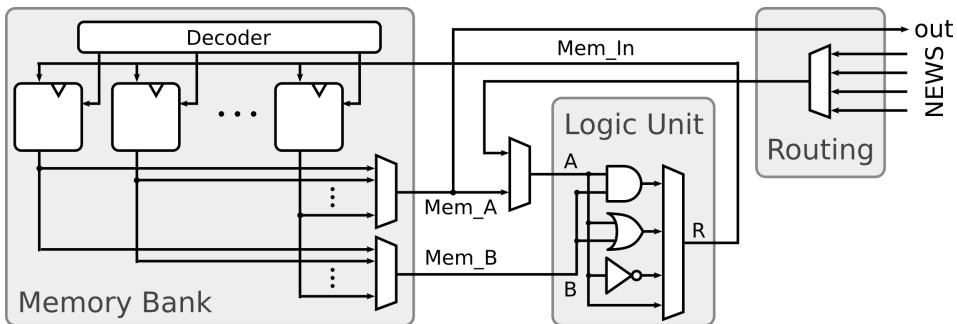 Decoder
Mem_In
out
NEWS
Logic Unit
Routing
A
Mem_A
R
Mem_B
B
Memory Bank